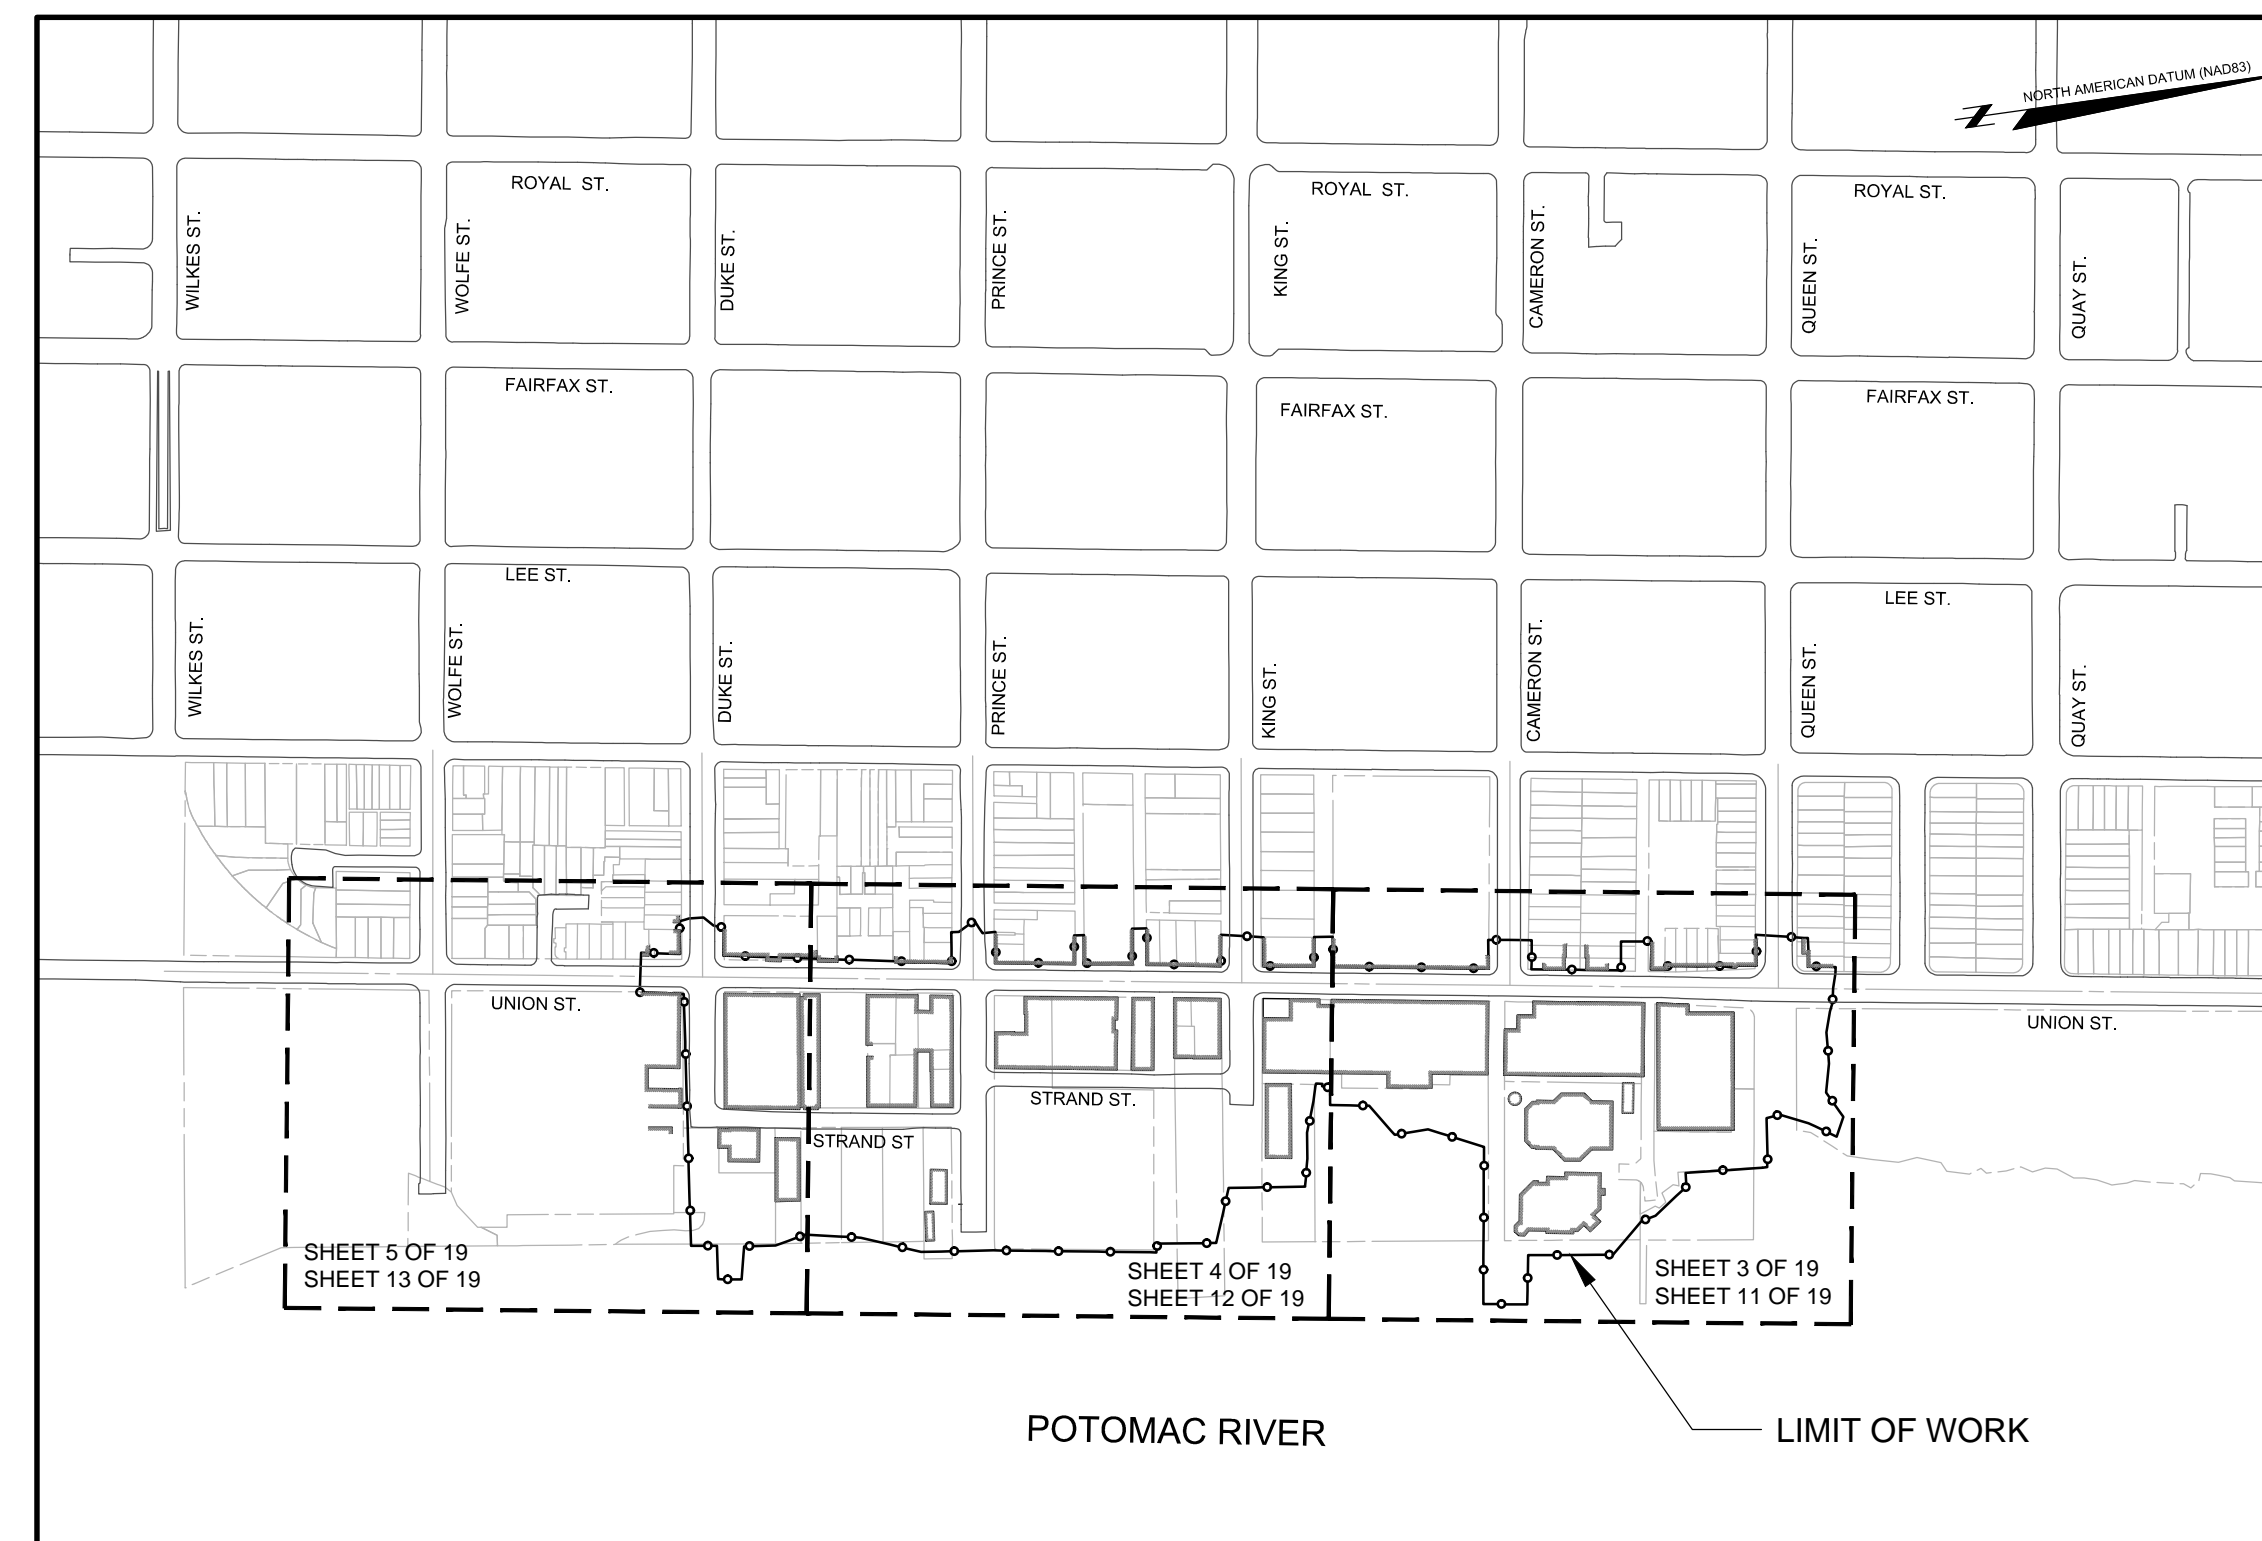 NORTH AMERICAN DATUM (NAD83)
N
ROYAL ST.
ROYAL ST.
ROYAL ST.
WILKES ST.
WOLFE ST.
DUKE ST.
PRINCE ST.
KING ST.
CAMERON ST.
QUEEN ST.
QUAY ST.
FAIRFAX ST.
FAIRFAX ST.
FAIRFAX ST.
LEE ST.
LEE ST.
WILKES ST.
WOLFE ST.
DUKE ST.
PRINCE ST.
KING ST.
CAMERON ST.
QUEEN ST.
QUAY ST.
UNION ST.
UNION ST.
STRAND ST.
STRAND ST
SHEET 5 OF 19
SHEET 13 OF 19
SHEET 4 OF 19
SHEET 12 OF 19
SHEET 3 OF 19
SHEET 11 OF 19
POTOMAC RIVER
LIMIT OF WORK